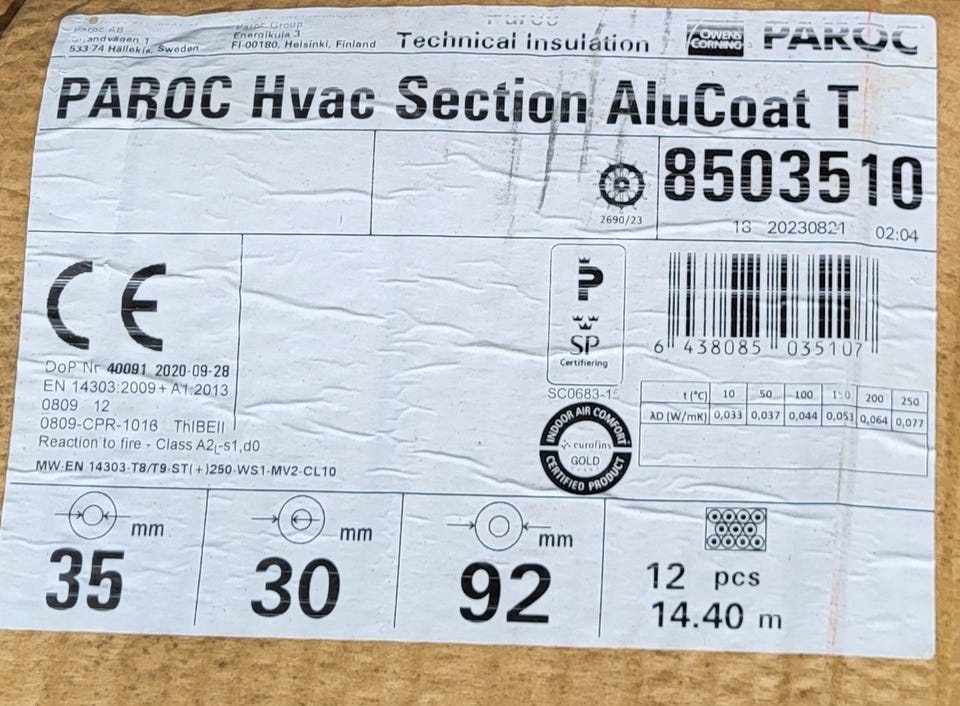 Paroc AB
533 74 Hällekis, Sweden
Paroc Group
Energikuja 3
FI-00180, Helsinki, Finland
Technical insulation
OWENS
CORNING
PAROC
PAROC Hvac Section AluCoat T
2690/23
8503510
18 20230821 02:04
CE
DoP Nr 40091 2020-09-28
EN 14303:2009+A1:2013
0809 12
0809-CPR-1016 ThIBEII
Reaction to fire - Class A2L-s1,d0
MW-EN 14303-T8/T9-ST(+)250-WS1-MV2-CL10
P
SP
Certifiering
SC0683-15
INDOOR AIR COMFORT
eurofins
GOLD
CERTIFIED PRODUCT
6 438085 035107
t (°C) 10 50 100 200 250
λD (W/mK) 0,033 0,037 0,044 0,053 0,064 0,077
mm
35
mm
30
mm
92
12 pcs
14.40 m